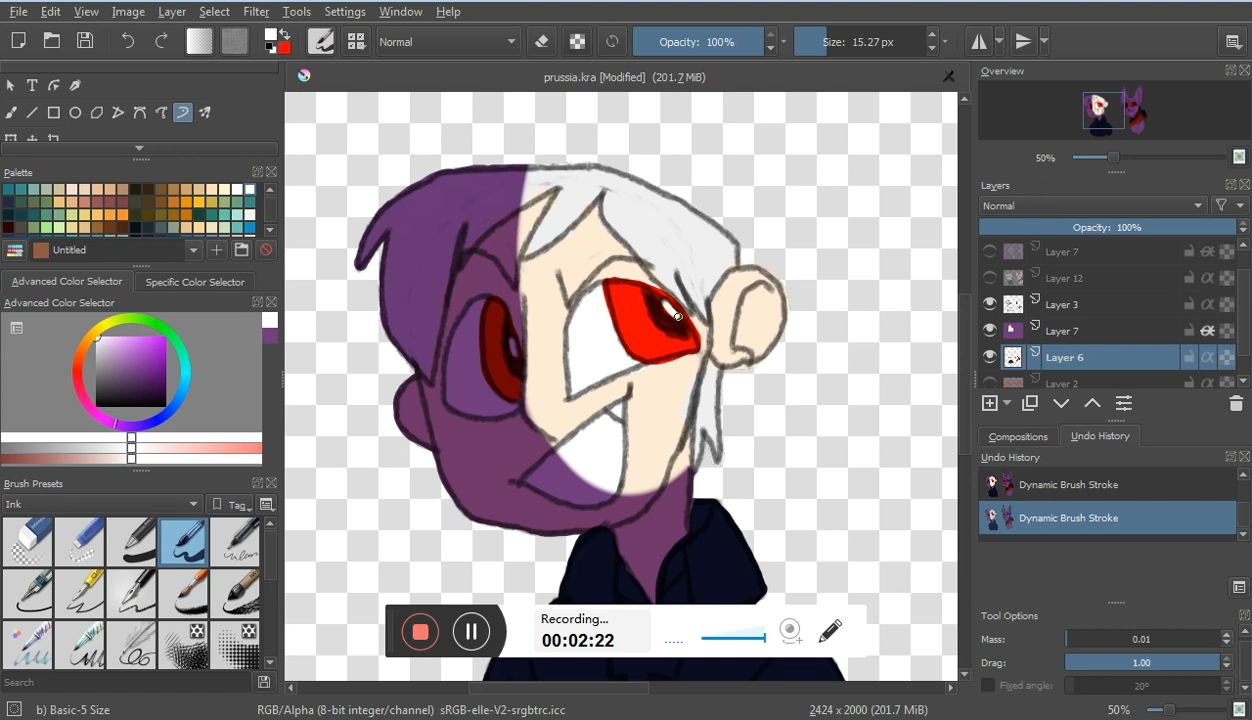 File Edit View Image Layer Select Filter Tools Settings Window Help
Normal Opacity: 100% Size: 15.27 px
prussia.kra [Modified] (201.7 MiB)
Palette
Untitled
Advanced Color Selector Specific Color Selector
Advanced Color Selector
Brush Presets
Ink Tag
Search
Overview
50%
Layers
Normal
Opacity: 100%
Layer 7
Layer 12
Layer 3
Layer 7
Layer 6
Layer 2
Compositions Undo History
Undo History
Dynamic Brush Stroke
Dynamic Brush Stroke
Tool Options
Mass: 0.01
Drag: 1.00
Fixed angle: 20°
Recording...
00:02:22
b) Basic-5 Size RGB/Alpha (8-bit integer/channel) sRGB-elle-V2-srgbtrc.icc 2424 x 2000 (201.7 MiB) 50%